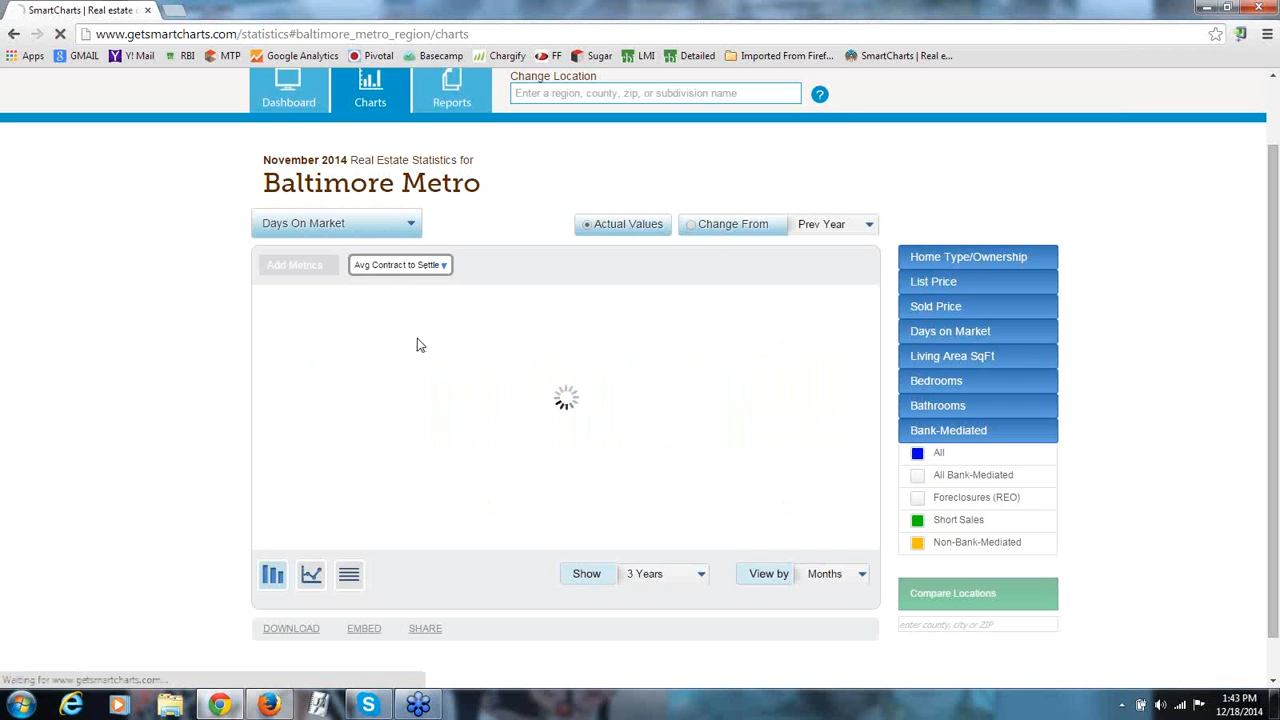 SmartCharts | Real estate
www.getsmartcharts.com/statistics#baltimore_metro_region/charts
Apps GMAIL Y! Mail RBI MTP Google Analytics Pivotal Basecamp Chargify FF Sugar LMI Detailed Imported From Firef... SmartCharts | Real e...
Dashboard Charts Reports
Change Location
Enter a region, county, zip, or subdivision name
?
November 2014 Real Estate Statistics for
Baltimore Metro
Days On Market
Actual Values Change From Prev Year
Add Metrics Avg Contract to Settle
Home Type/Ownership
List Price
Sold Price
Days on Market
Living Area SqFt
Bedrooms
Bathrooms
Bank-Mediated
All
All Bank-Mediated
Foreclosures (REO)
Short Sales
Non-Bank-Mediated
Show 3 Years View by Months
Compare Locations
enter county, city or ZIP
DOWNLOAD EMBED SHARE
Waiting for www.getsmartcharts.com...
1:43 PM
12/18/2014